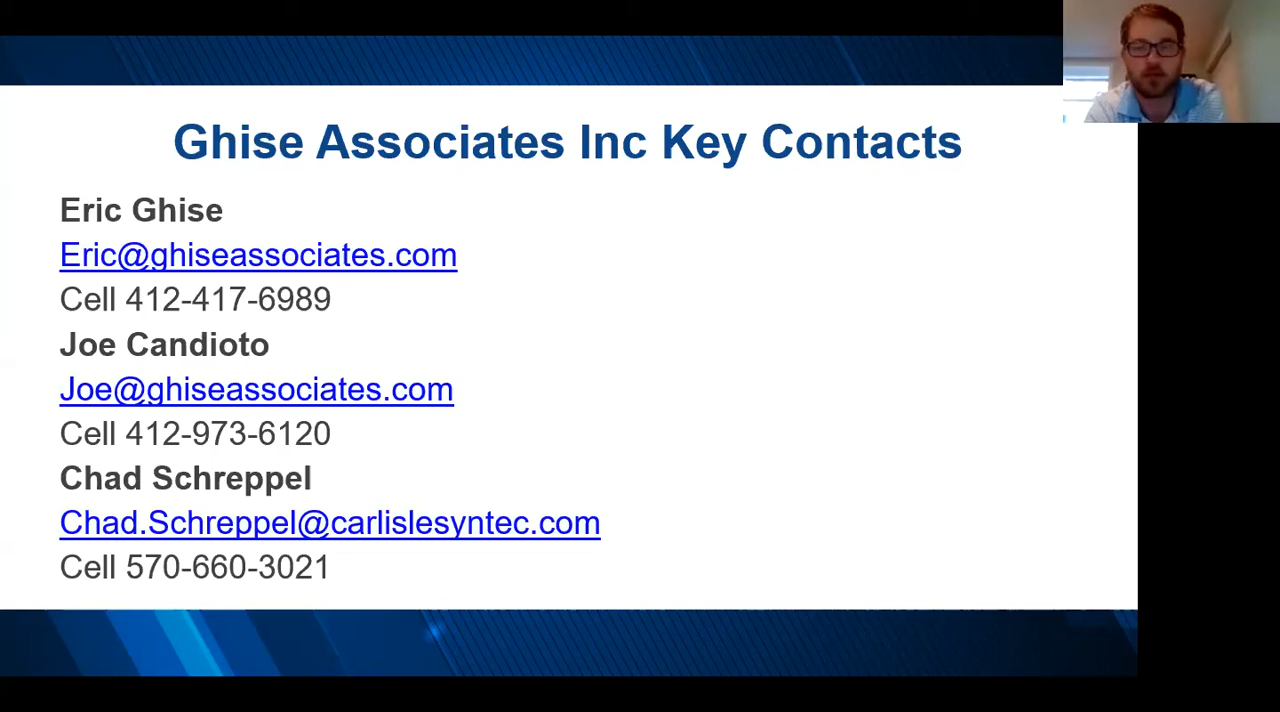 Ghise Associates Inc Key Contacts
Eric Ghise
Eric@ghiseassociates.com
Cell 412-417-6989
Joe Candioto
Joe@ghiseassociates.com
Cell 412-973-6120
Chad Schreppel
Chad.Schreppel@carlislesyntec.com
Cell 570-660-3021